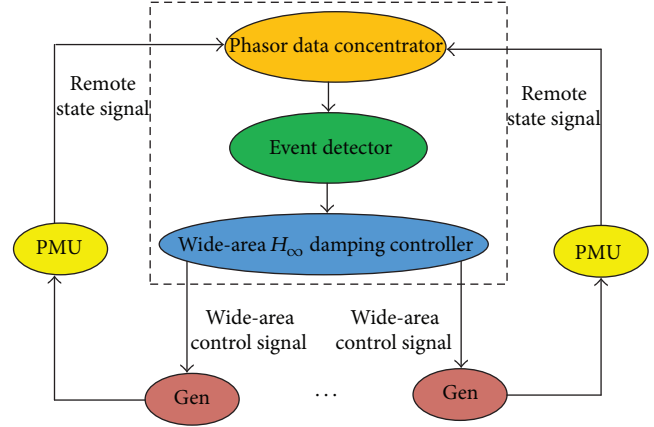 Phasor data concentrator
Remote
state signal
Remote
state signal
Event detector
PMU
Wide-area H∞ damping controller
PMU
Wide-area
control signal
Wide-area
control signal
Gen
...
Gen